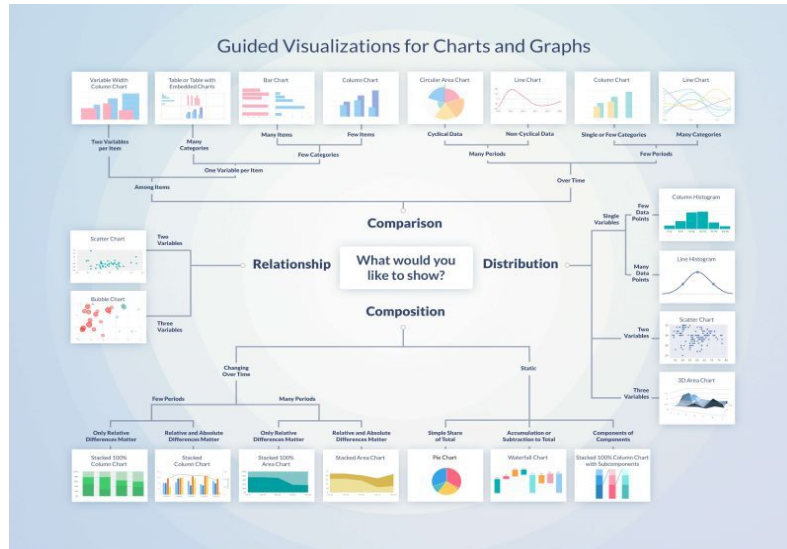 Guided Visualizations for Charts and Graphs
Variable Width
Column Chart
Table or Table with
Embedded Charts
Bar Chart
Column Chart
Circular Area Chart
Line Chart
Column Chart
Line Chart
Two Variables
per Item
Many
Categories
Many Items
Few Items
Cyclical Data
Non-Cyclical Data
Single or Few Categories
Many Categories
Few Categories
Many Periods
Few Periods
One Variable per Item
Among Items
Over Time
Comparison
Relationship
What would you
like to show?
Distribution
Composition
Scatter Chart
Two
Variables
Bubble Chart
Three
Variables
Single
Variables
Few
Data
Points
Column Histogram
Many
Data
Points
Line Histogram
Two
Variables
Scatter Chart
Three
Variables
3D Area Chart
Changing
Over Time
Static
Few Periods
Many Periods
Only Relative
Differences Matter
Relative and Absolute
Differences Matter
Only Relative
Differences Matter
Relative and Absolute
Differences Matter
Simple Share
of Total
Accumulation or
Subtraction to Total
Components of
Components
Stacked 100%
Column Chart
Stacked
Column Chart
Stacked 100%
Area Chart
Stacked Area Chart
Pie Chart
Waterfall Chart
Stacked 100% Column Chart
with Subcomponents